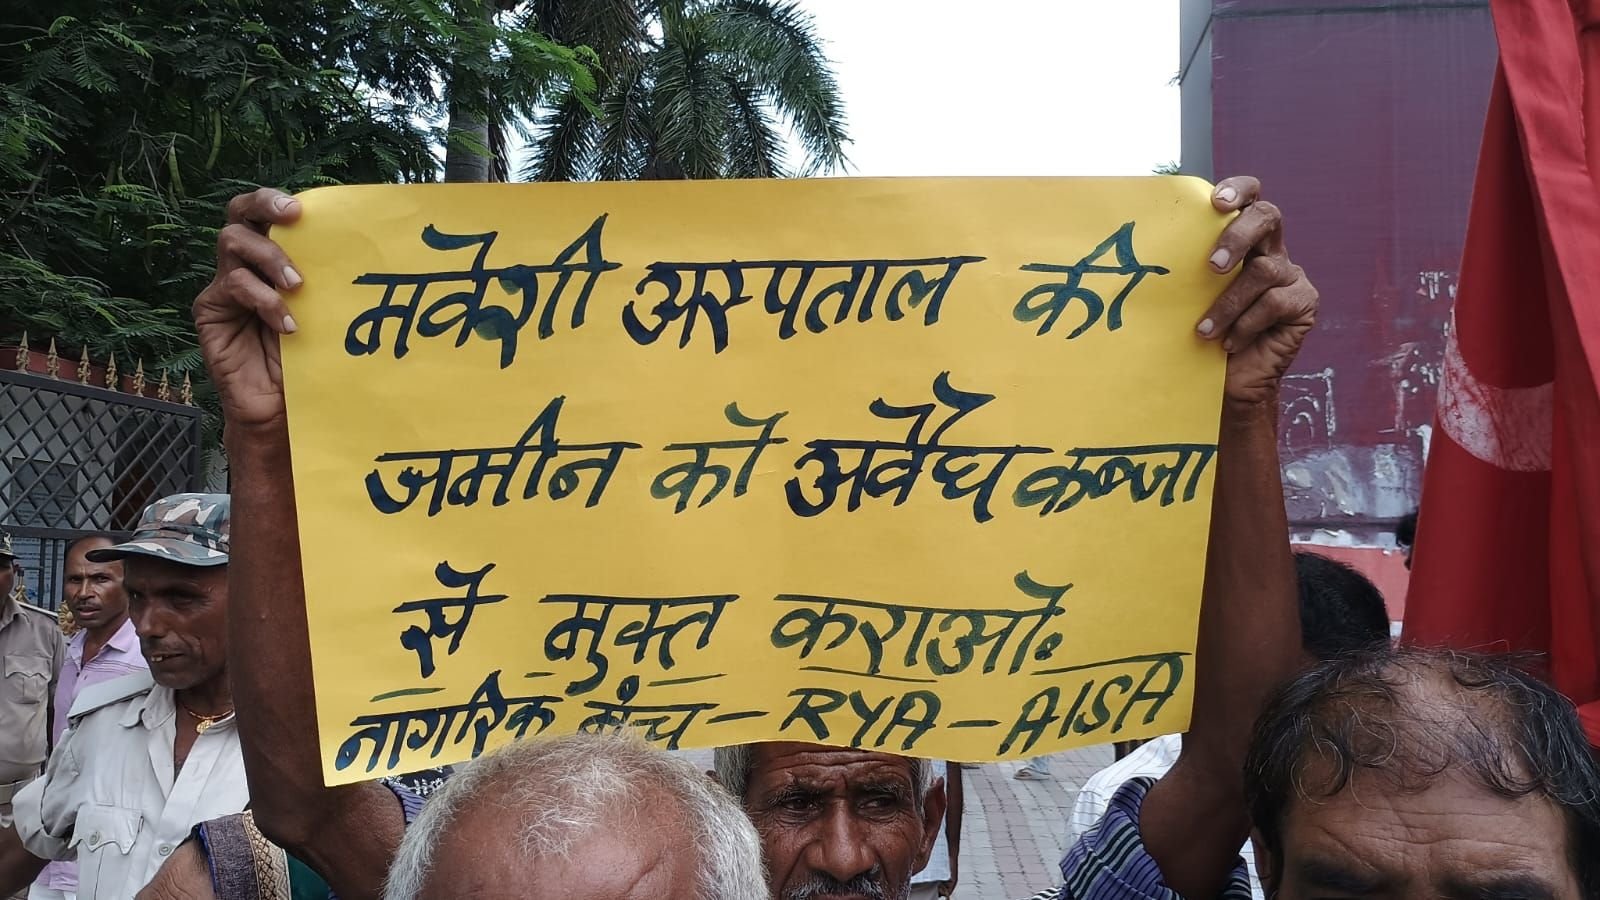 मवेशी अस्पताल की
जमीन को अवैध कब्जा
से मुक्त कराओ.
नागरिक मंच - RYA - AISA